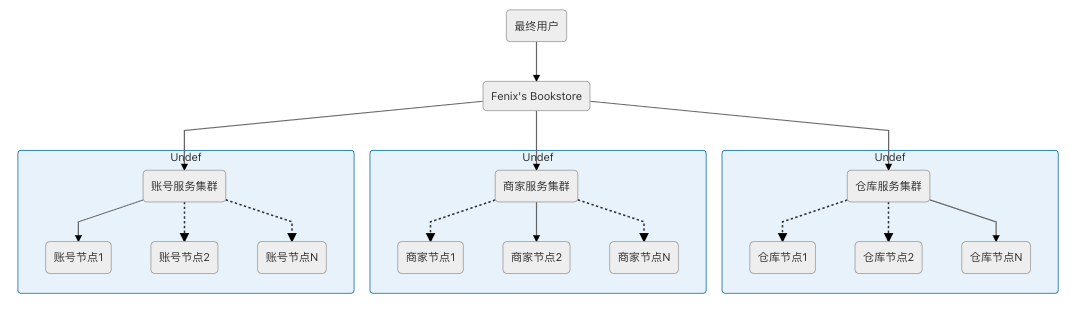 最终用户
Fenix's Bookstore
Undef
Undef
Undef
账号服务集群
商家服务集群
仓库服务集群
账号节点1
账号节点2
账号节点N
商家节点1
商家节点2
商家节点N
仓库节点1
仓库节点2
仓库节点N